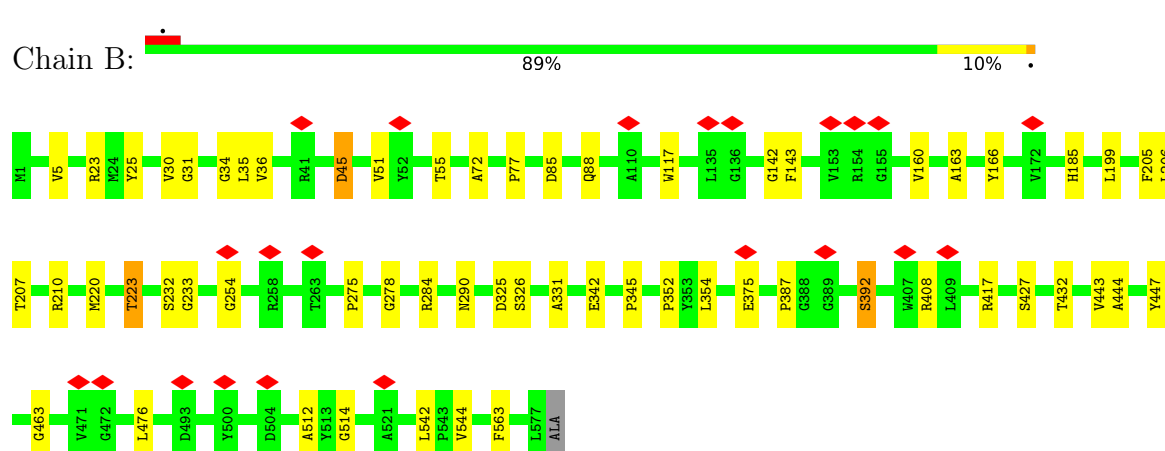 Chain B:
89% 10%
M1 V5 R23 M24 Y25 V30 G31 G34 L35 V36 R41 D45 V51 Y52 T55 A72 P77 D85 Q88 A110 W117 L135 G136 G142 F143 V153 R154 G155 V160 A163 Y166 V172 H185 L199 F205 L206
T207 R210 M220 T223 S232 G233 G254 R258 T263 P275 G278 R284 N290 D325 S326 A331 E342 P345 P352 Y353 L354 E375 P387 G388 G389 S392 W407 R408 L409 R417 S427 T432 V443 A444 Y447
G463 V471 G472 L476 D493 Y500 D504 A512 Y513 G514 A521 L542 P543 V544 F563 L577 ALA